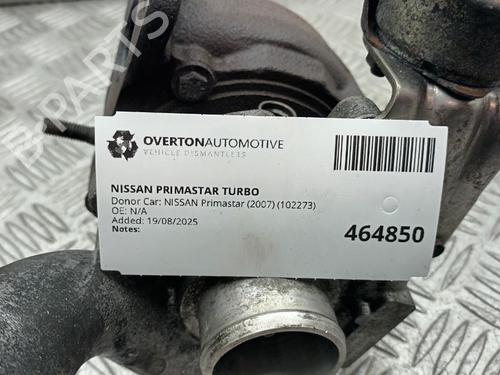 OVERTONAUTOMOTIVE
VEHICLE DISMANTLERS
NISSAN PRIMASTAR TURBO
Donor Car: NISSAN Primastar (2007) (102273)
OE: N/A
Added: 19/08/2025
Notes:
464850